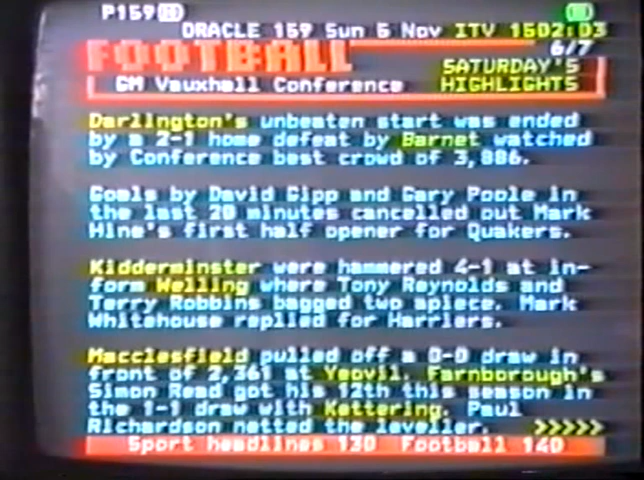 P159
ORACLE 159 Sun 5 Nov ITV 1502:03
FOOTBALL 6/7
SATURDAY'S
GM Vauxhall Conference HIGHLIGHTS
Darlington's unbeaten start was ended
by a 2-1 home defeat by Barnet watched
by Conference best crowd of 3,886.
Goals by David Gipp and Gary Poole in
the last 20 minutes cancelled out Mark
Hine's first half opener for Quakers.
Kidderminster were hammered 4-1 at in-
form Welling where Tony Reynolds and
Terry Robbins bagged two apiece. Mark
Whitehouse replied for Harriers.
Macclesfield pulled off a 0-0 draw in
front of 2,361 at Yeovil. Farnborough's
Simon Read got his 12th this season in
the 1-1 draw with Kettering. Paul
Richardson netted the leveller. >>>>>
Sport headlines 130 Football 140